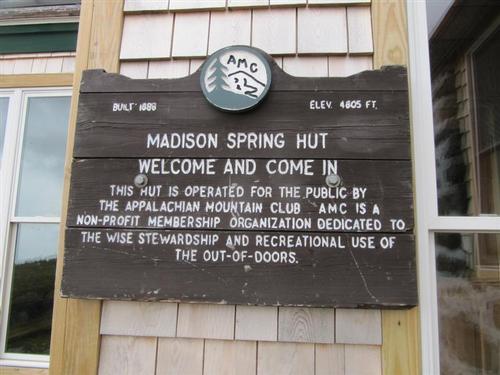 AMC
BUILT 1888
ELEV. 4805 FT.
MADISON SPRING HUT
WELCOME AND COME IN
THIS HUT IS OPERATED FOR THE PUBLIC BY
THE APPALACHIAN MOUNTAIN CLUB AMC IS A
NON-PROFIT MEMBERSHIP ORGANIZATION DEDICATED TO
THE WISE STEWARDSHIP AND RECREATIONAL USE OF
THE OUT-OF-DOORS.